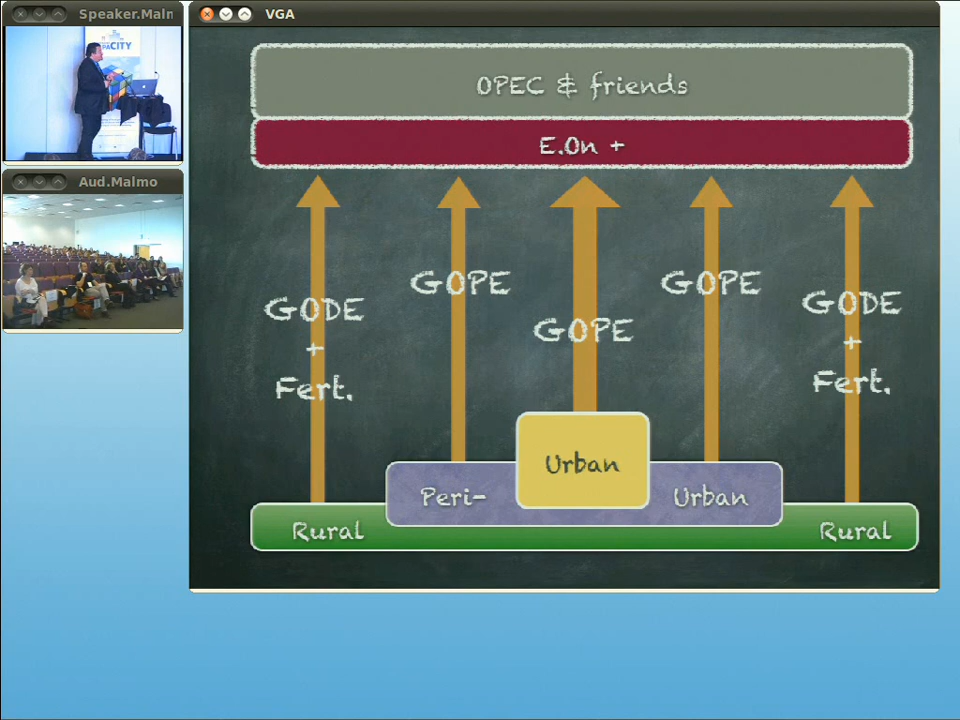 Speaker.Malm
VGA
CITY
Aud.Malmo
OPEC & friends
E.On +
GODE
+
Fert.
GOPE
GOPE
GOPE
GODE
+
Fert.
Urban
Peri-
Urban
Rural
Rural